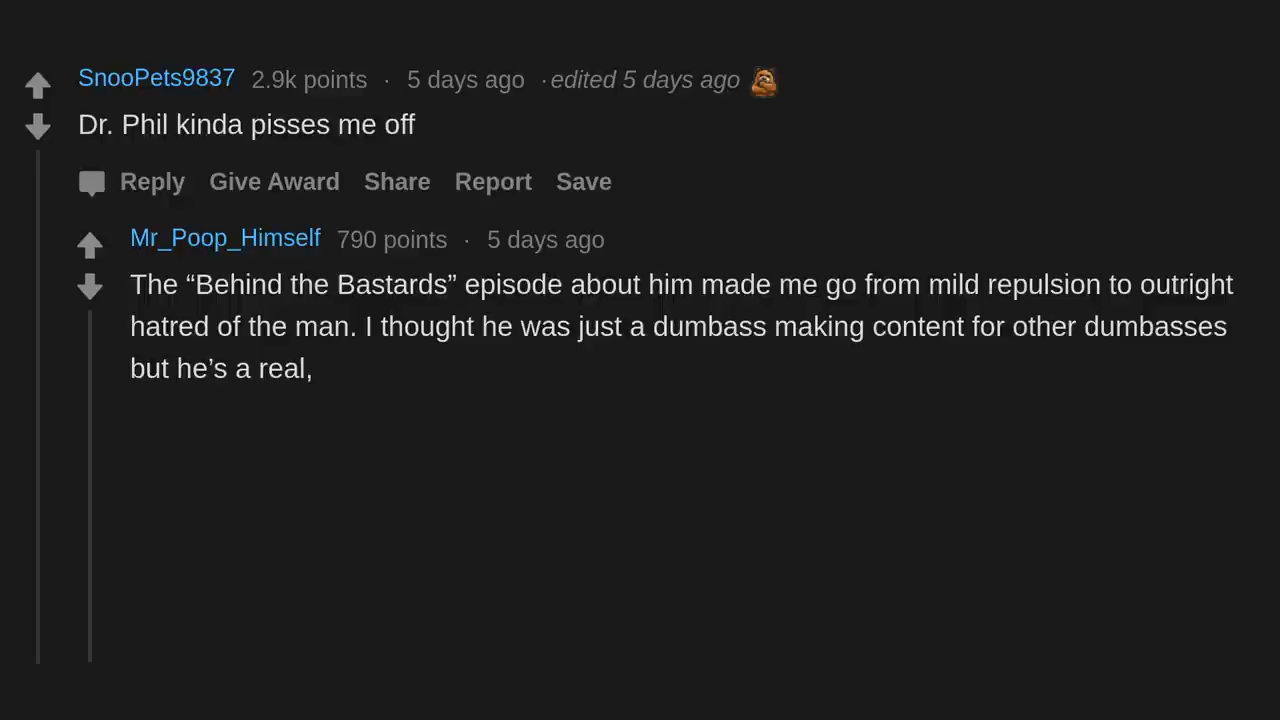 SnooPets9837 2.9k points · 5 days ago · edited 5 days ago
Dr. Phil kinda pisses me off
Reply Give Award Share Report Save
Mr_Poop_Himself 790 points · 5 days ago
The “Behind the Bastards” episode about him made me go from mild repulsion to outright
hatred of the man. I thought he was just a dumbass making content for other dumbasses
but he’s a real,